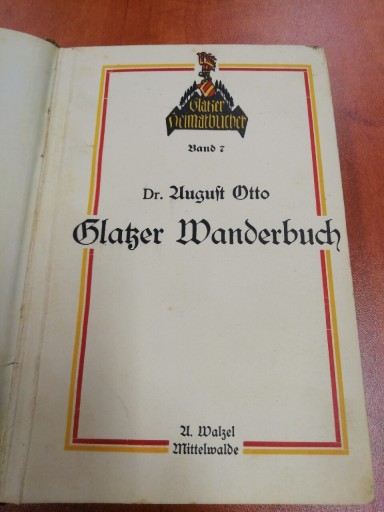 Glatzer
Heimatbücher
Band 7
Dr. August Otto
Glatzer Wanderbuch
A. Walzel
Mittelwalde